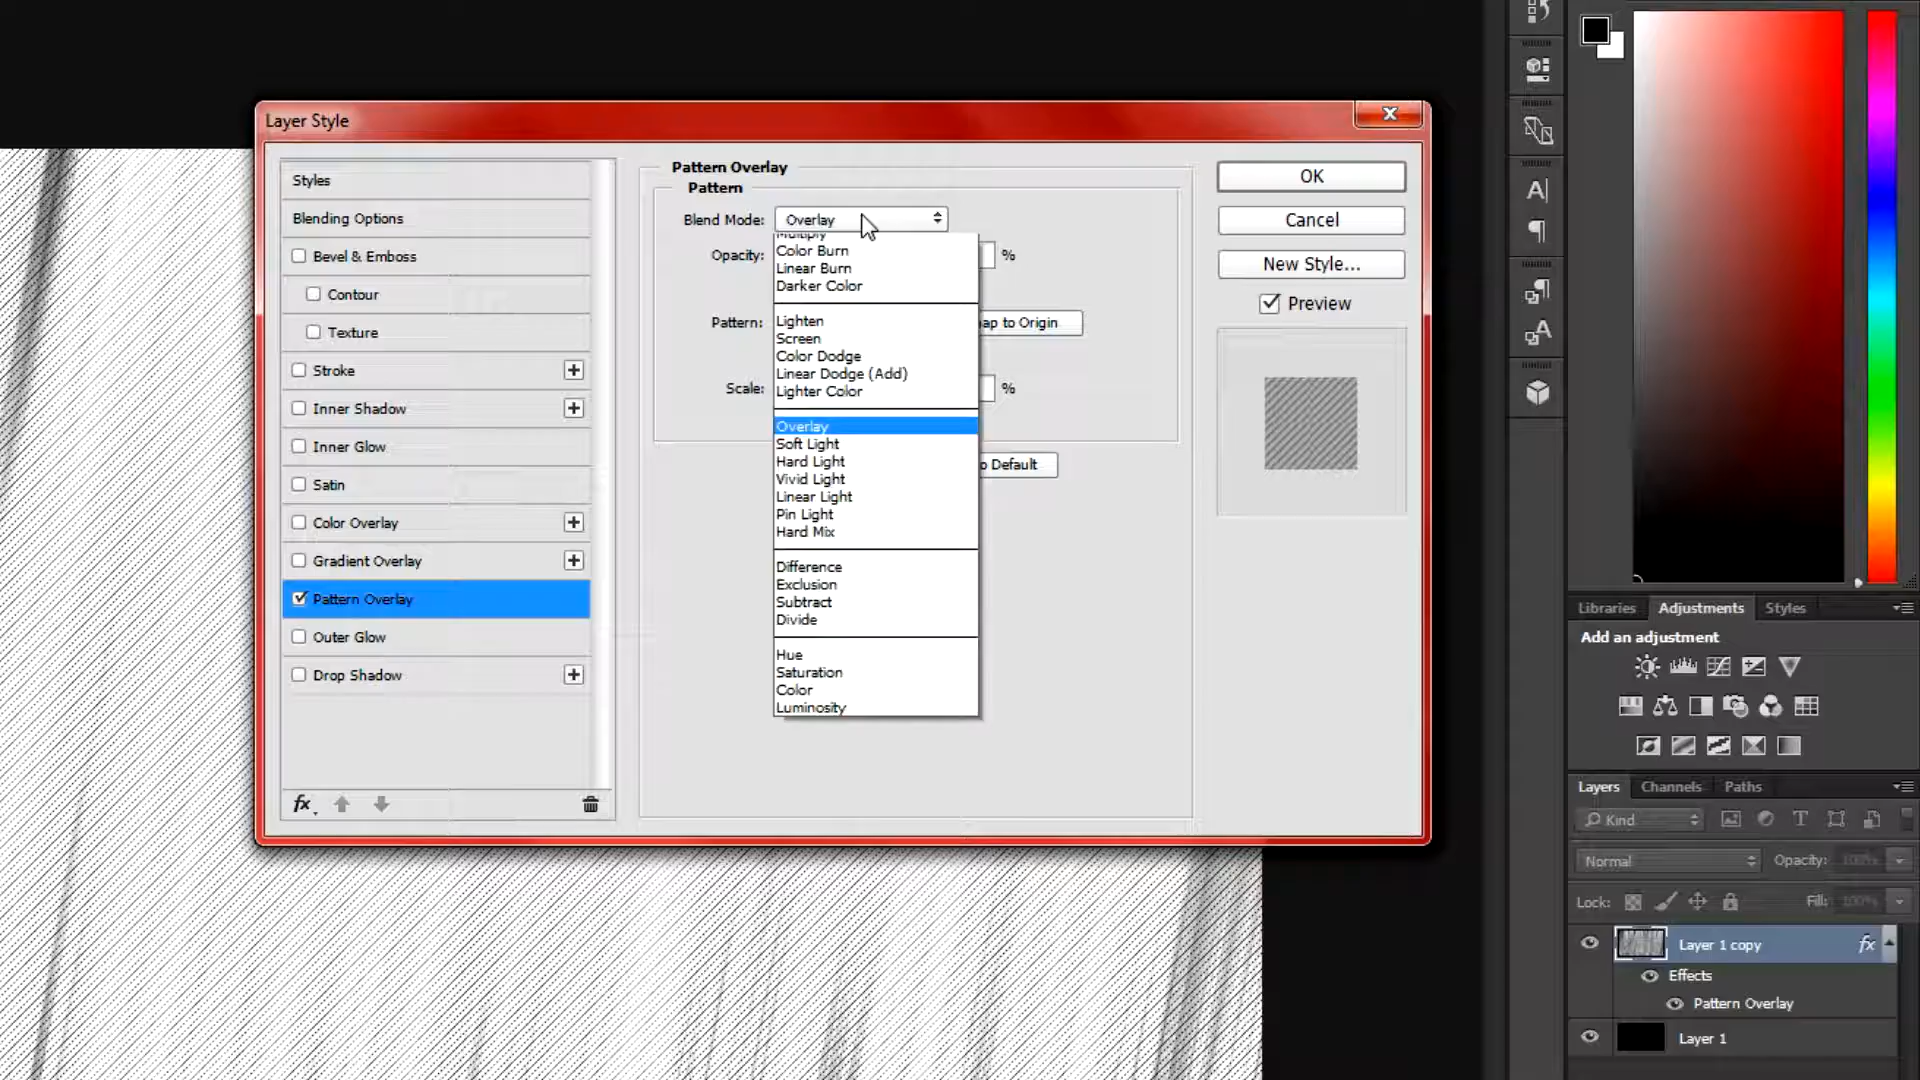 Layer Style
Styles
Blending Options
Bevel & Emboss
Contour
Texture
Stroke
Inner Shadow
Inner Glow
Satin
Color Overlay
Gradient Overlay
Pattern Overlay
Outer Glow
Drop Shadow
fx
Pattern Overlay
Pattern
Blend Mode: Overlay
Opacity: %
Pattern: to Origin
Scale: %
Default
Multiply
Color Burn
Linear Burn
Darker Color
Lighten
Screen
Color Dodge
Linear Dodge (Add)
Lighter Color
Overlay
Soft Light
Hard Light
Vivid Light
Linear Light
Pin Light
Hard Mix
Difference
Exclusion
Subtract
Divide
Hue
Saturation
Color
Luminosity
OK
Cancel
New Style...
Preview
Libraries Adjustments Styles
Add an adjustment
Layers Channels Paths
Kind
Normal Opacity: 100%
Lock: Fill: 100%
Layer 1 copy fx
Effects
Pattern Overlay
Layer 1